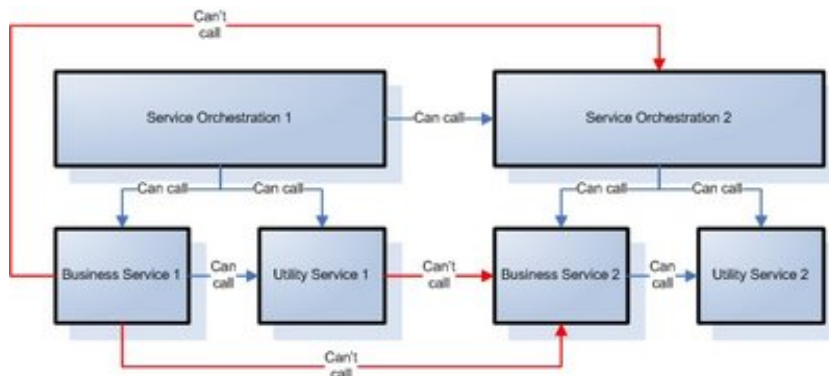 Can't
call
Service Orchestration 1
Can call
Service Orchestration 2
Can call
Can call
Can call
Can call
Business Service 1
Can
call
Utility Service 1
Can't
call
Business Service 2
Can
call
Utility Service 2
Can't
call